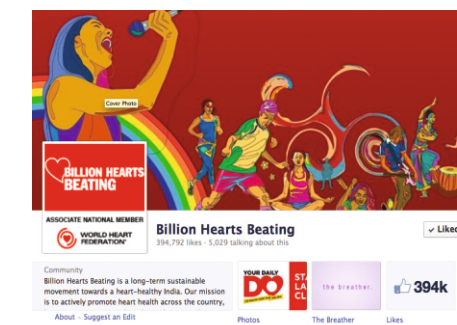 Cover Photo
BILLION HEARTS
BEATING
ASSOCIATE NATIONAL MEMBER
WORLD HEART
FEDERATION
Billion Hearts Beating
394,792 likes · 5,029 talking about this
Liked
Community
Billion Hearts Beating is a long-term sustainable
movement towards a heart-healthy India. Our mission
is to actively promote heart health across the country,
About - Suggest an Edit
YOUR DAILY
DO
STA
LA
CL
the breather.
394k
Photos
The Breather
Likes